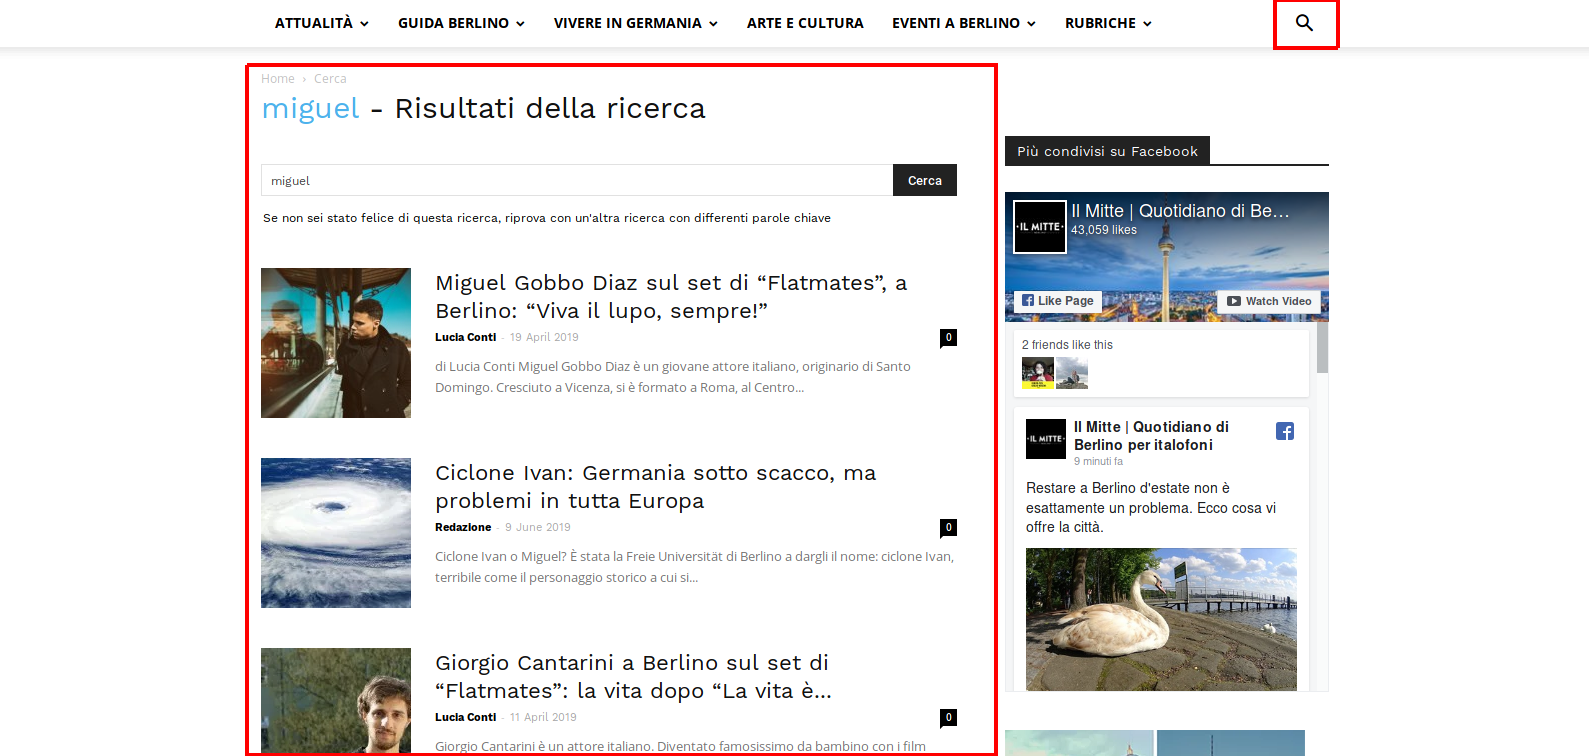 ATTUALITÀ GUIDA BERLINO VIVERE IN GERMANIA ARTE E CULTURA EVENTI A BERLINO RUBRICHE
Home › Cerca
miguel - Risultati della ricerca
miguel Cerca
Se non sei stato felice di questa ricerca, riprova con un'altra ricerca con differenti parole chiave
Miguel Gobbo Diaz sul set di “Flatmates”, a
Berlino: “Viva il lupo, sempre!”
Lucia Conti - 19 April 2019 0
di Lucia Conti Miguel Gobbo Diaz è un giovane attore italiano, originario di Santo
Domingo. Cresciuto a Vicenza, si è formato a Roma, al Centro...
Ciclone Ivan: Germania sotto scacco, ma
problemi in tutta Europa
Redazione - 9 June 2019 0
Ciclone Ivan o Miguel? È stata la Freie Universität di Berlino a dargli il nome: ciclone Ivan,
terribile come il personaggio storico a cui si...
Giorgio Cantarini a Berlino sul set di
“Flatmates”: la vita dopo “La vita è...
Lucia Conti - 11 April 2019 0
Giorgio Cantarini è un attore italiano. Diventato famosissimo da bambino con i film
Più condivisi su Facebook
IL MITTE
Il Mitte | Quotidiano di Be...
43,059 likes
Like Page Watch Video
2 friends like this
IL MITTE
Il Mitte | Quotidiano di
Berlino per italofoni
9 minuti fa
Restare a Berlino d'estate non è
esattamente un problema. Ecco cosa vi
offre la città.